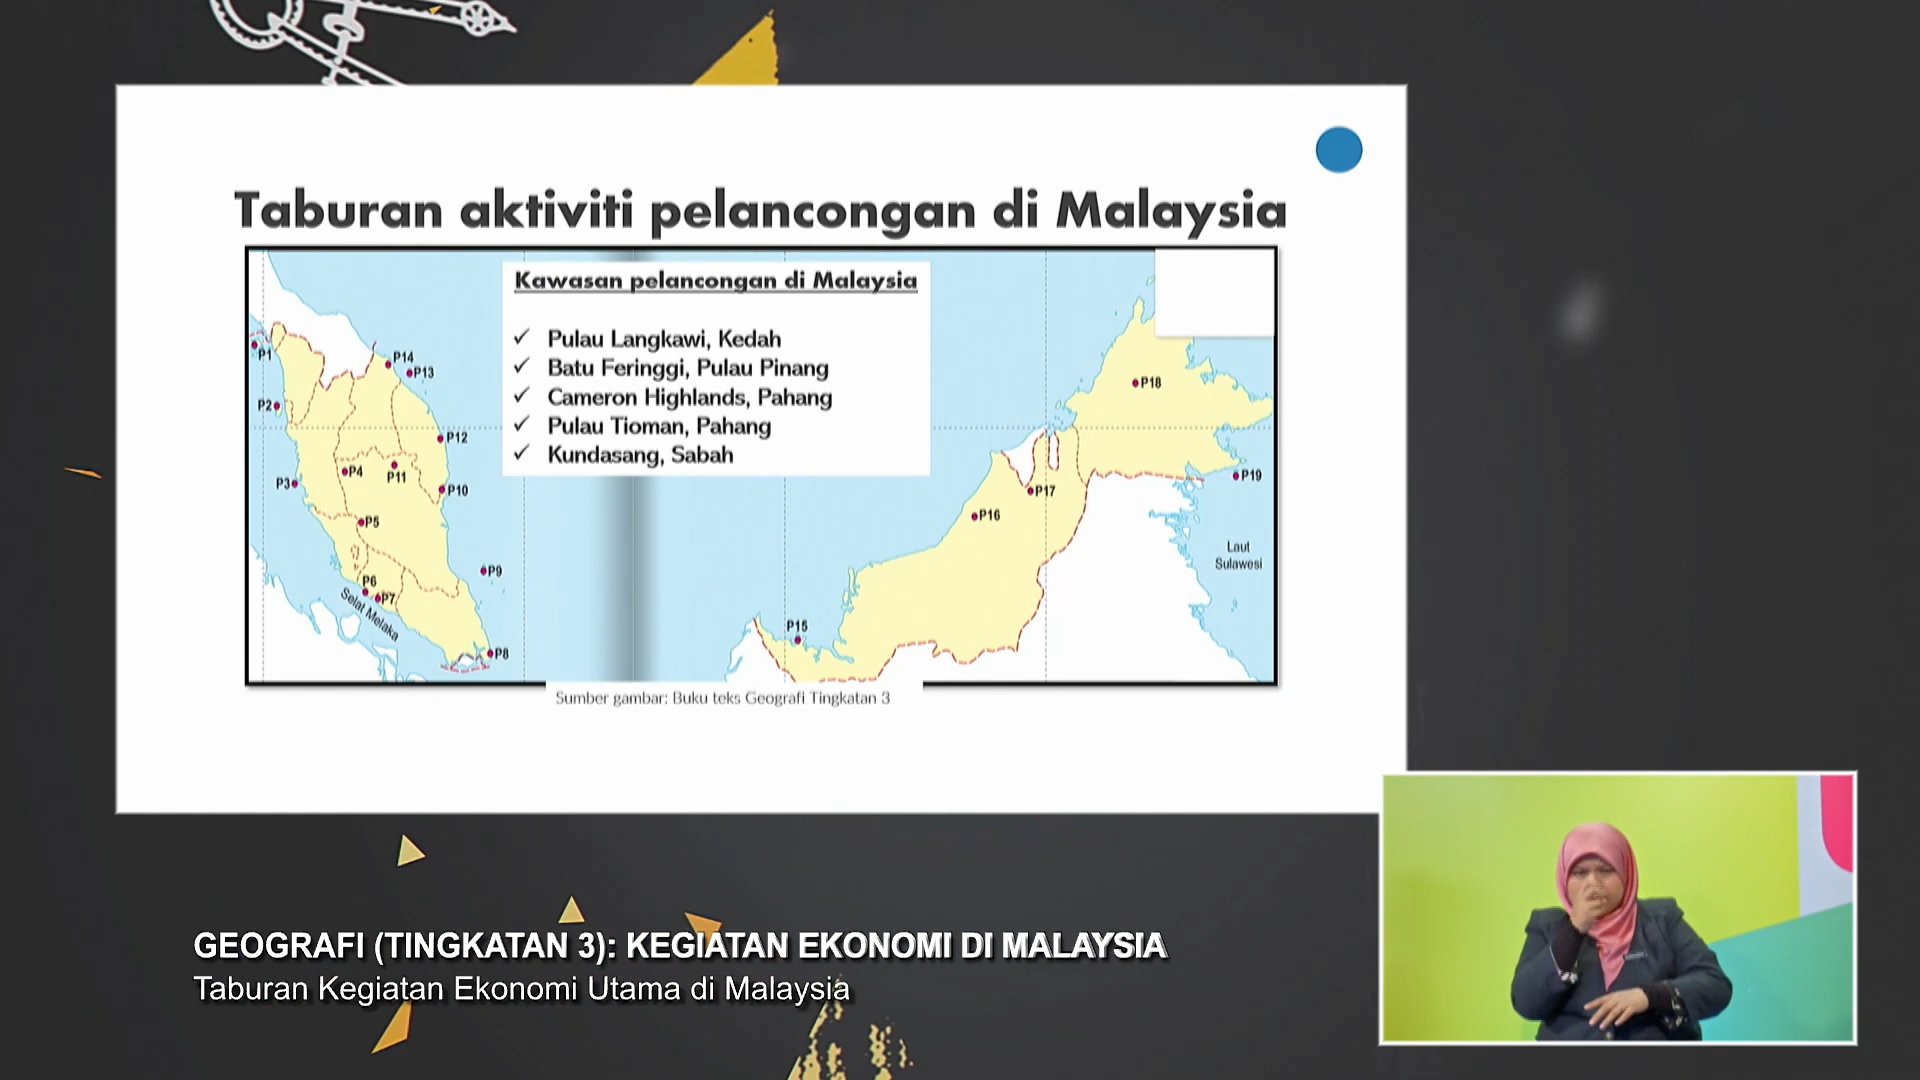 Taburan aktiviti pelancongan di Malaysia
Kawasan pelancongan di Malaysia
✓ Pulau Langkawi, Kedah
✓ Batu Feringgi, Pulau Pinang
✓ Cameron Highlands, Pahang
✓ Pulau Tioman, Pahang
✓ Kundasang, Sabah
P1
P14
P13
P2
P12
P3
P4
P11
P10
P5
P9
P6
P7
Selat Melaka
P8
P18
P19
P17
P16
P15
Laut
Sulawesi
Sumber gambar: Buku teks Geografi Tingkatan 3
GEOGRAFI (TINGKATAN 3): KEGIATAN EKONOMI DI MALAYSIA
Taburan Kegiatan Ekonomi Utama di Malaysia